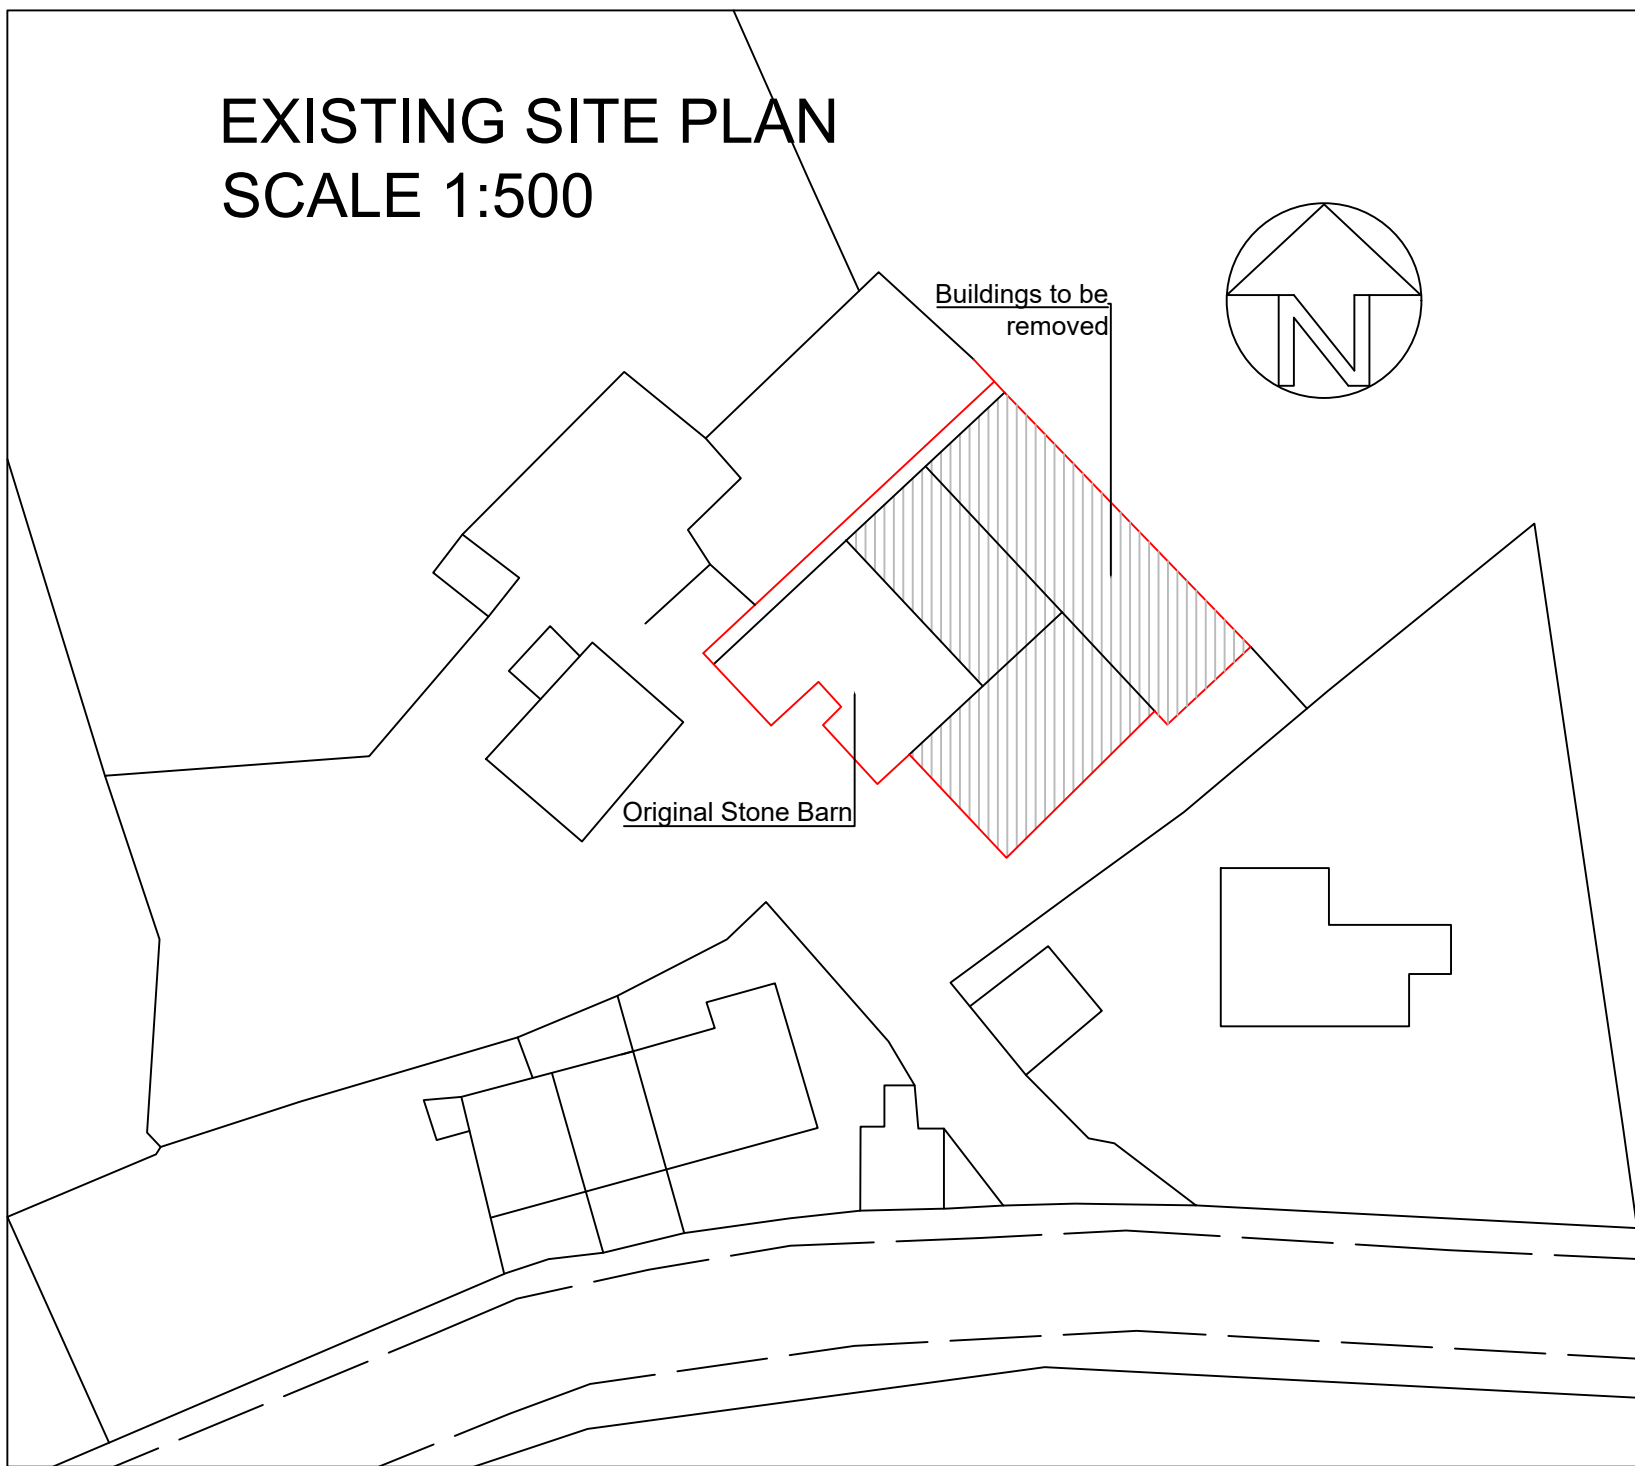 EXISTING SITE PLAN
SCALE 1:500
Buildings to be
removed
N
Original Stone Barn